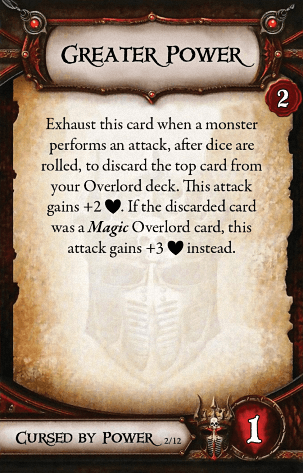 Greater Power
2
Exhaust this card when a monster
performs an attack, after dice are
rolled, to discard the top card from
your Overlord deck. This attack
gains +2 ♥. If the discarded card
was a Magic Overlord card, this
attack gains +3 ♥ instead.
Cursed by Power 2/12
1